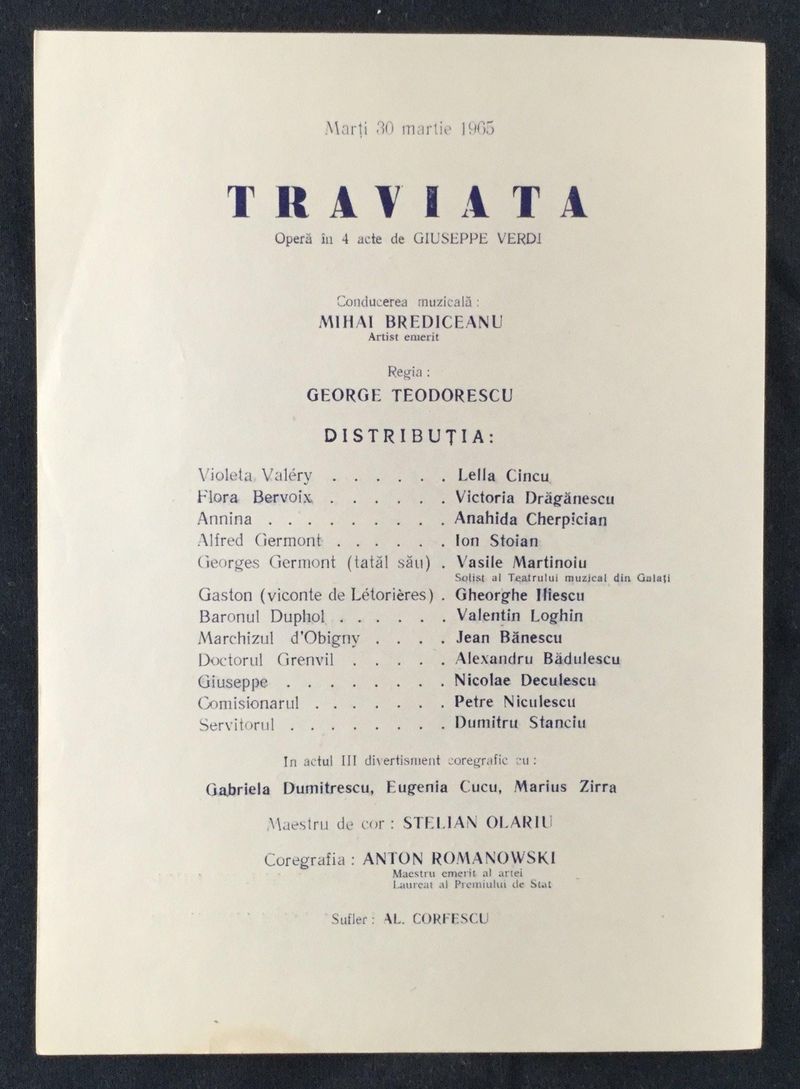 Marți 30 martie 1965
TRAVIATA
Operă în 4 acte de GIUSEPPE VERDI
Conducerea muzicală :
MIHAI BREDICEANU
Artist emerit
Regia :
GEORGE TEODORESCU
DISTRIBUȚIA:
Violeta Valéry . . . . . . Lella Cincu
Flora Bervoix . . . . . . Victoria Drăgănescu
Annina . . . . . . . . . Anahida Cherpician
Alfred Germont . . . . . . Ion Stoian
Georges Germont (tatăl său) . Vasile Martinoiu
Solist al Teatrului muzical din Galați
Gaston (viconte de Létorières) . Gheorghe Iliescu
Baronul Duphol . . . . . . Valentin Loghin
Marchizul d'Obigny . . . . Jean Bănescu
Doctorul Grenvil . . . . . Alexandru Bădulescu
Giuseppe . . . . . . . . Nicolae Deculescu
Comisionarul . . . . . . . Petre Niculescu
Servitorul . . . . . . . . Dumitru Stanciu
In actul III divertisment coregrafic cu :
Gabriela Dumitrescu, Eugenia Cucu, Marius Zirra
Maestru de cor : STELIAN OLARIU
Coregrafia : ANTON ROMANOWSKI
Maestru emerit al artei
Laureat al Premiului de Stat
Sufler : AL. CORFESCU